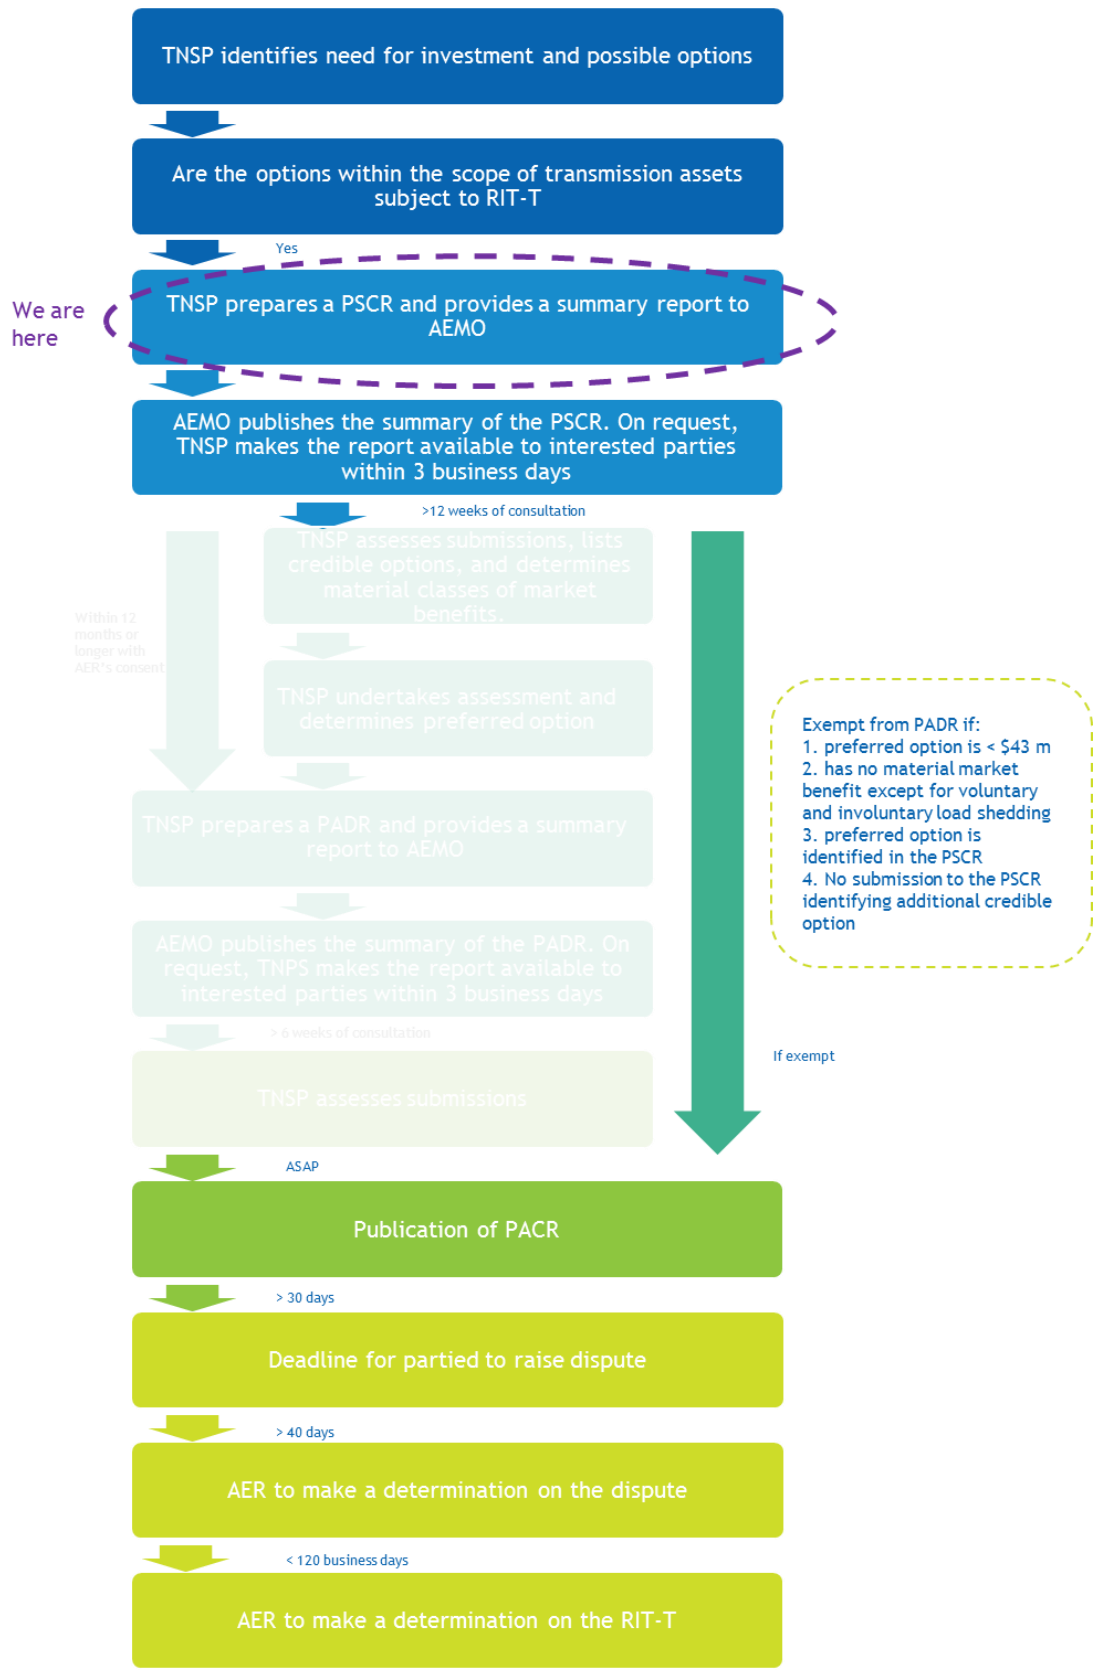 TNSP identifies need for investment and possible options
Are the options within the scope of transmission assets
subject to RIT-T
Yes
We are
here
TNSP prepares a PSCR and provides a summary report to
AEMO
AEMO publishes the summary of the PSCR. On request,
TNSP makes the report available to interested parties
within 3 business days
>12 weeks of consultation
TNSP assesses submissions, lists
credible options, and determines
material classes of market
benefits.
Within 12
months or
longer with
AER's consent
TNSP undertakes assessment and
determines preferred option
Exempt from PADR if:
1. preferred option is < $43 m
2. has no material market
benefit except for voluntary
and involuntary load shedding
3. preferred option is
identified in the PSCR
4. No submission to the PSCR
identifying additional credible
option
TNSP prepares a PADR and provides a summary
report to AEMO
AEMO publishes the summary of the PADR. On
request, TNPS makes the report available to
interested parties within 3 business days
> 6 weeks of consultation
If exempt
TNSP assesses submissions
ASAP
Publication of PACR
> 30 days
Deadline for partied to raise dispute
> 40 days
AER to make a determination on the dispute
< 120 business days
AER to make a determination on the RIT-T